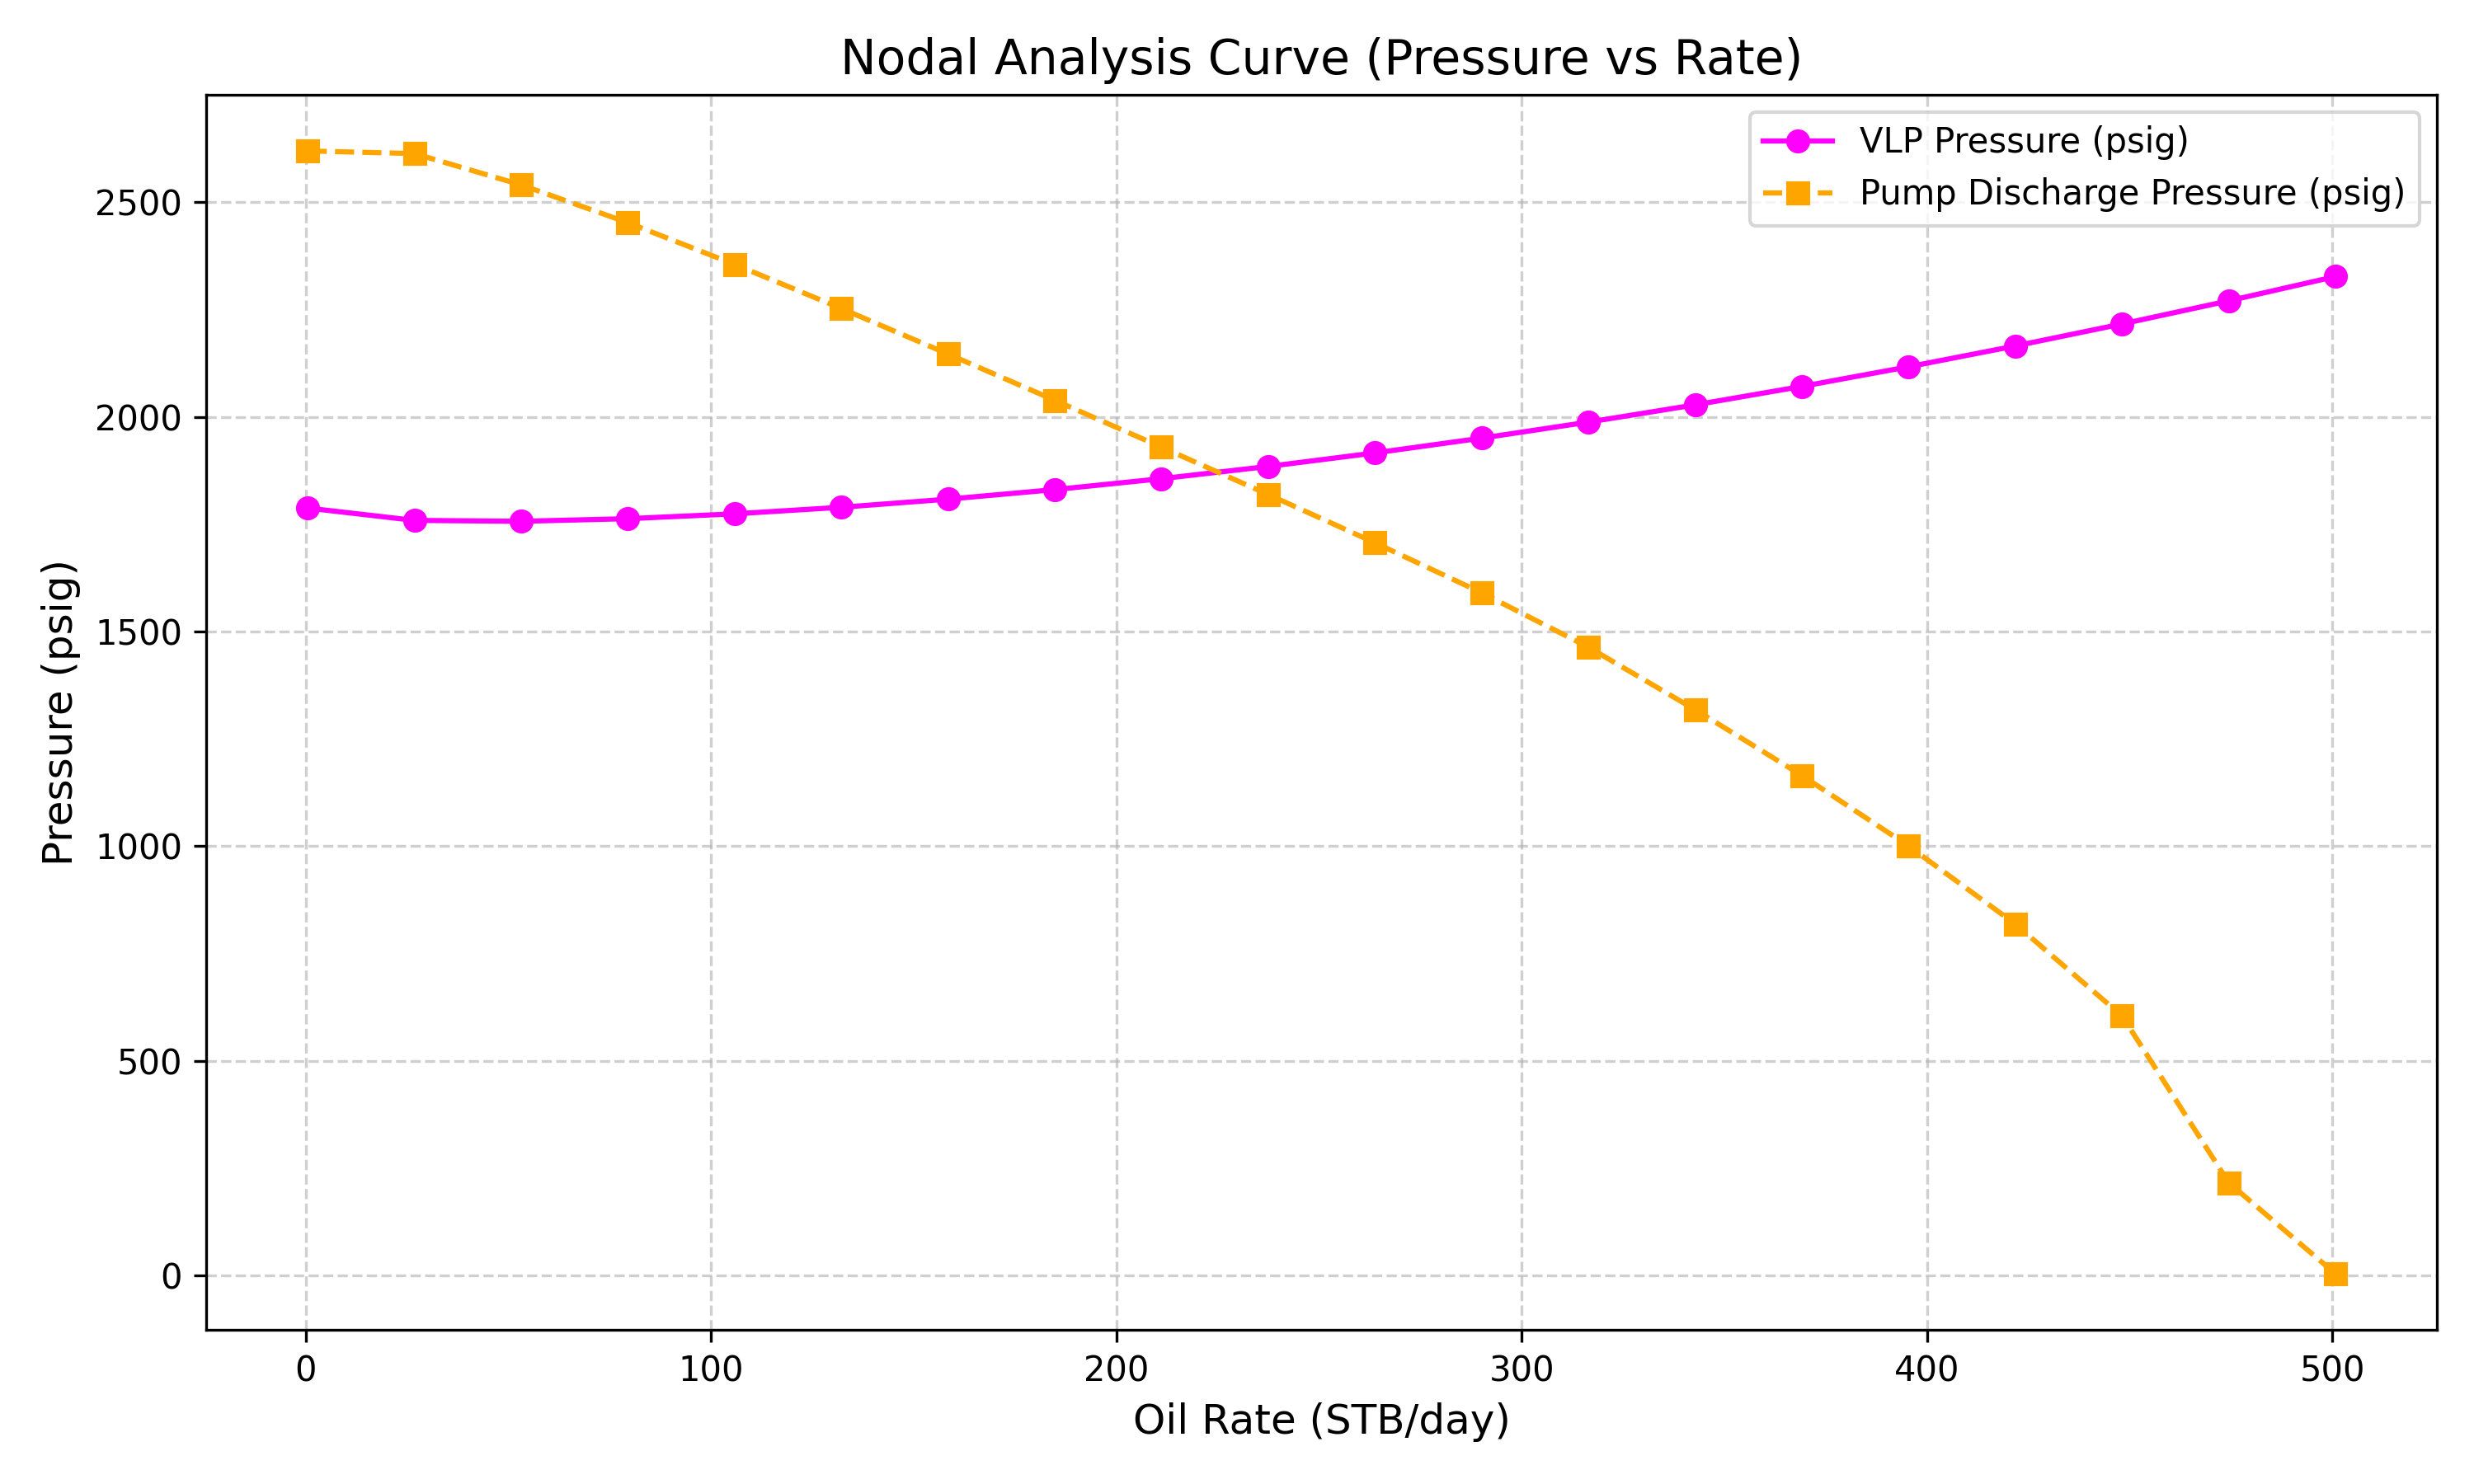 Nodal Analysis Curve (Pressure vs Rate)
VLP Pressure (psig)
Pump Discharge Pressure (psig)
Pressure (psig)
2500
2000
1500
1000
500
0
0 100 200 300 400 500
Oil Rate (STB/day)